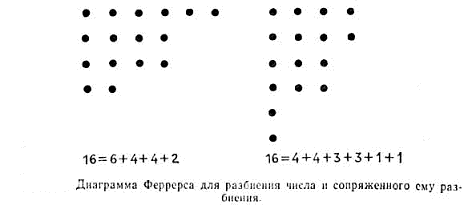 16=6+4+4+2
16=4+4+3+3+1+1
Диаграмма Феррерса для разбиения числа и сопряженного ему раз-
биения.